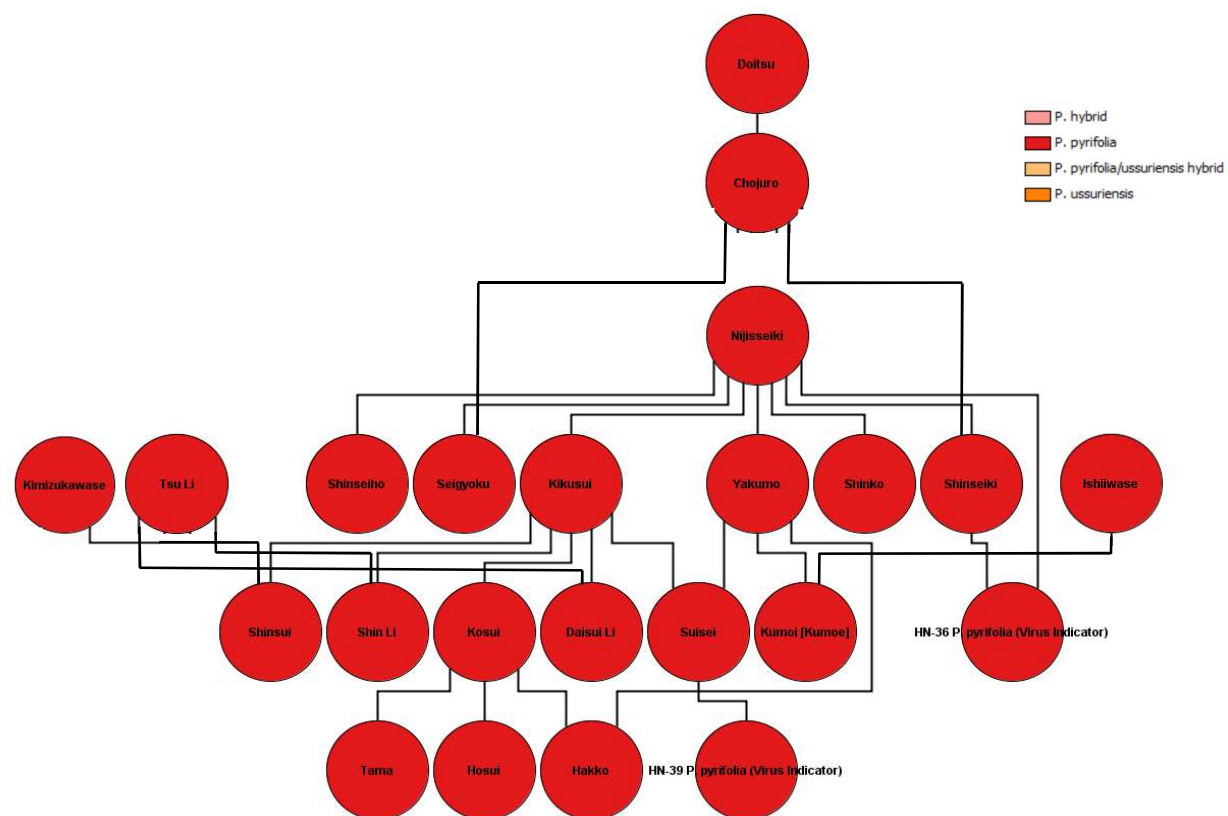 Doitsu
P. hybrid
P. pyrifolia
P. pyrifolia/ussuriensis hybrid
P. ussuriensis
Chojuro
Nijisseiki
Kimizukawase
Tsu Li
Shinseiho
Seigyoku
Kikusui
Yakumo
Shinko
Shinseiki
Ishiiwase
Shinsui
Shin Li
Kosui
Daisui Li
Suisei
Kumoi [Kumoe]
HN-36 P. pyrifolia (Virus Indicator)
Tama
Hosui
Hakko
HN-39 P. pyrifolia (Virus Indicator)